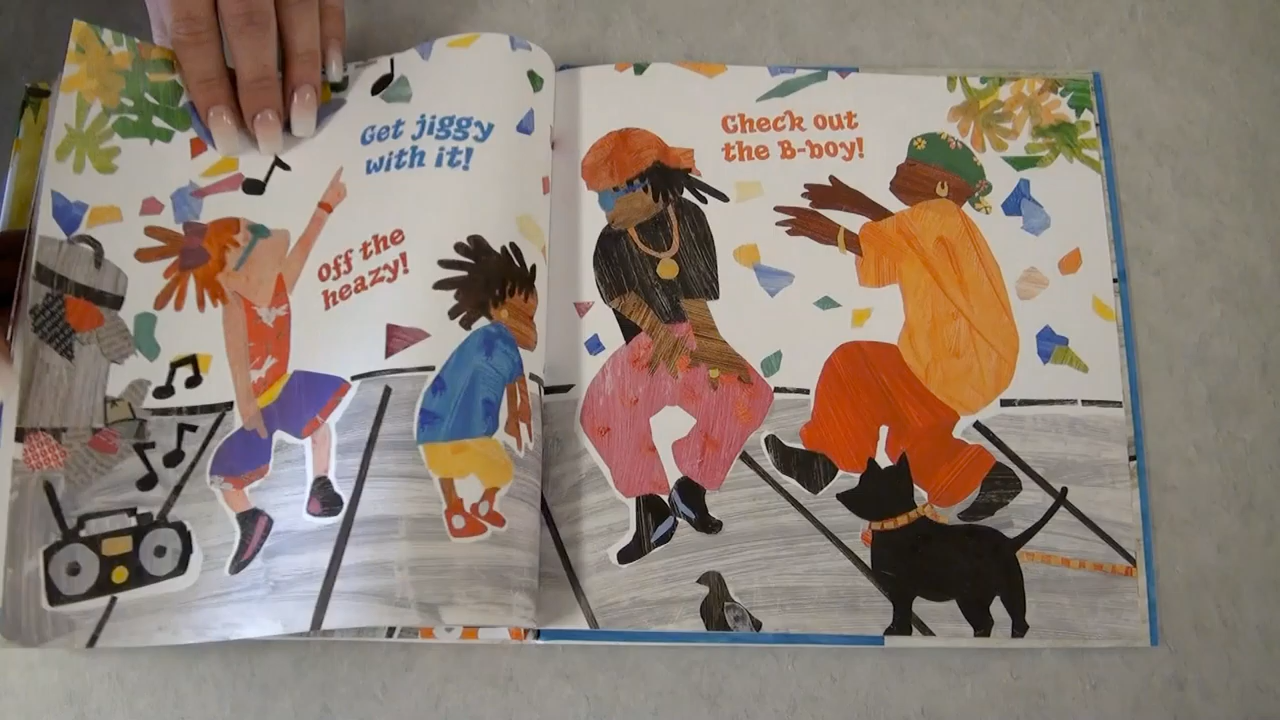 Get jiggy
with it!
off the
heazy!
Check out
the B-boy!